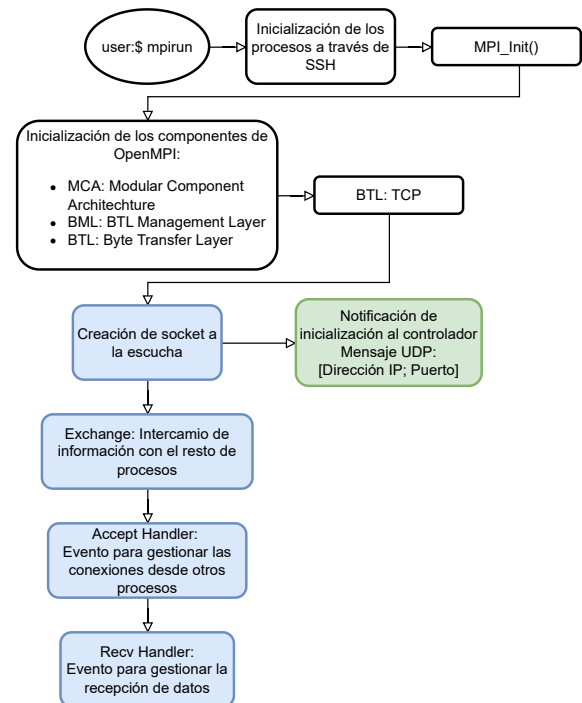 user:$ mpirun
Inicialización de los
procesos a través de
SSH
MPI_Init()
Inicialización de los componentes de
OpenMPI:
• MCA: Modular Component
Architechture
• BML: BTL Management Layer
• BTL: Byte Transfer Layer
BTL: TCP
Creación de socket a
la escucha
Notificación de
inicialización al controlador
Mensaje UDP:
[Dirección IP; Puerto]
Exchange: Intercamio de
información con el resto de
procesos
Accept Handler:
Evento para gestionar las
conexiones desde otros
procesos
Recv Handler:
Evento para gestionar la
recepción de datos